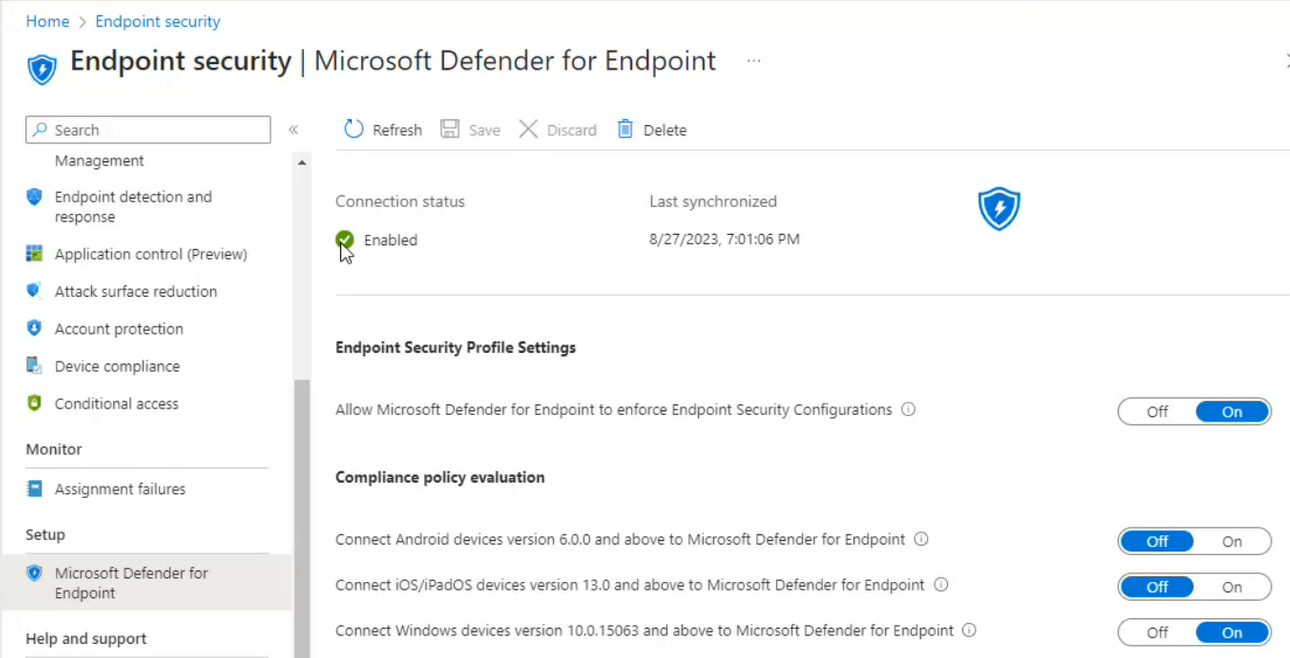 Home > Endpoint security
Endpoint security | Microsoft Defender for Endpoint ...
Search
«
Management
Endpoint detection and
response
Application control (Preview)
Attack surface reduction
Account protection
Device compliance
Conditional access
Monitor
Assignment failures
Setup
Microsoft Defender for
Endpoint
Help and support
Refresh Save Discard Delete
Connection status
Enabled
Last synchronized
8/27/2023, 7:01:06 PM
Endpoint Security Profile Settings
Allow Microsoft Defender for Endpoint to enforce Endpoint Security Configurations
Off On
Compliance policy evaluation
Connect Android devices version 6.0.0 and above to Microsoft Defender for Endpoint
Off On
Connect iOS/iPadOS devices version 13.0 and above to Microsoft Defender for Endpoint
Off On
Connect Windows devices version 10.0.15063 and above to Microsoft Defender for Endpoint
Off On